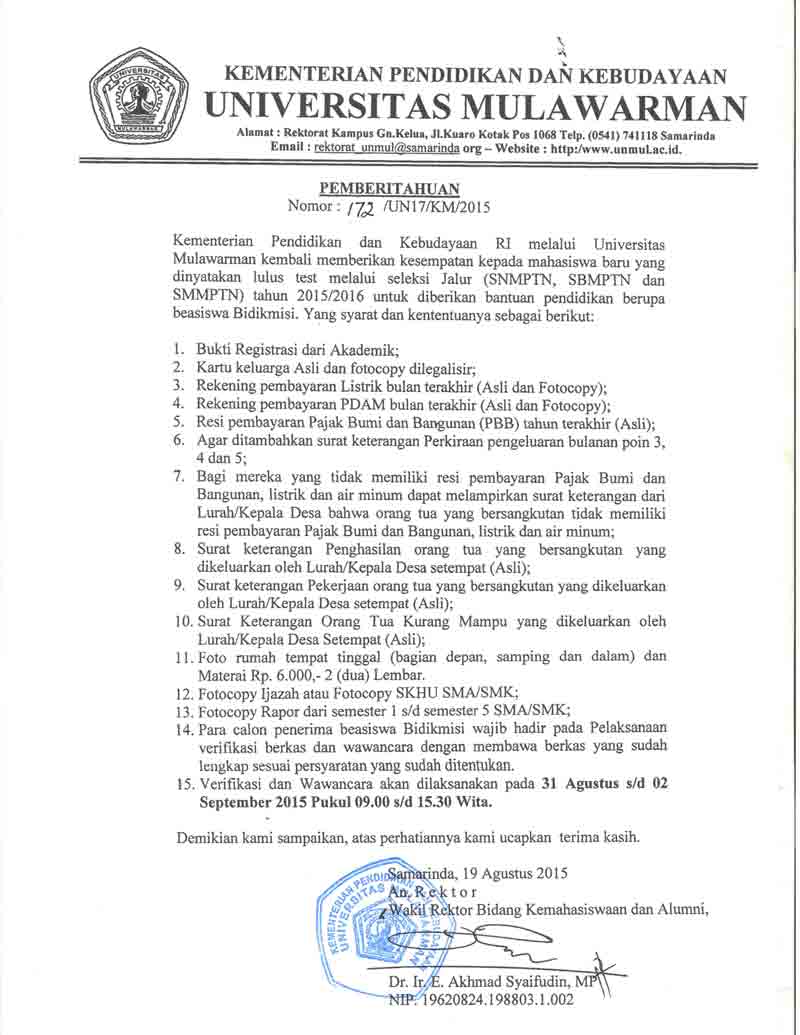 UNIVERSITAS
MULAWARMAN
KEMENTERIAN PENDIDIKAN DAN KEBUDAYAAN
UNIVERSITAS MULAWARMAN
Alamat : Rektorat Kampus Gn.Kelua, Jl.Kuaro Kotak Pos 1068 Telp. (0541) 741118 Samarinda
Email : rektorat_unmul@samarinda org – Website : http:/www.unmul.ac.id.
PEMBERITAHUAN
Nomor : 172 /UN17/KM/2015
Kementerian Pendidikan dan Kebudayaan RI melalui Universitas
Mulawarman kembali memberikan kesempatan kepada mahasiswa baru yang
dinyatakan lulus test melalui seleksi Jalur (SNMPTN, SBMPTN dan
SMMPTN) tahun 2015/2016 untuk diberikan bantuan pendidikan berupa
beasiswa Bidikmisi. Yang syarat dan kententuanya sebagai berikut:
1. Bukti Registrasi dari Akademik;
2. Kartu keluarga Asli dan fotocopy dilegalisir;
3. Rekening pembayaran Listrik bulan terakhir (Asli dan Fotocopy);
4. Rekening pembayaran PDAM bulan terakhir (Asli dan Fotocopy);
5. Resi pembayaran Pajak Bumi dan Bangunan (PBB) tahun terakhir (Asli);
6. Agar ditambahkan surat keterangan Perkiraan pengeluaran bulanan poin 3,
4 dan 5;
7. Bagi mereka yang tidak memiliki resi pembayaran Pajak Bumi dan
Bangunan, listrik dan air minum dapat melampirkan surat keterangan dari
Lurah/Kepala Desa bahwa orang tua yang bersangkutan tidak memiliki
resi pembayaran Pajak Bumi dan Bangunan, listrik dan air minum;
8. Surat keterangan Penghasilan orang tua yang bersangkutan yang
dikeluarkan oleh Lurah/Kepala Desa setempat (Asli);
9. Surat keterangan Pekerjaan orang tua yang bersangkutan yang dikeluarkan
oleh Lurah/Kepala Desa setempat (Asli);
10. Surat Keterangan Orang Tua Kurang Mampu yang dikeluarkan oleh
Lurah/Kepala Desa Setempat (Asli);
11. Foto rumah tempat tinggal (bagian depan, samping dan dalam) dan
Materai Rp. 6.000,- 2 (dua) Lembar.
12. Fotocopy Ijazah atau Fotocopy SKHU SMA/SMK;
13. Fotocopy Rapor dari semester 1 s/d semester 5 SMA/SMK;
14. Para calon penerima beasiswa Bidikmisi wajib hadir pada Pelaksanaan
verifikasi berkas dan wawancara dengan membawa berkas yang sudah
lengkap sesuai persyaratan yang sudah ditentukan.
15. Verifikasi dan Wawancara akan dilaksanakan pada 31 Agustus s/d 02
September 2015 Pukul 09.00 s/d 15.30 Wita.
Demikian kami sampaikan, atas perhatiannya kami ucapkan terima kasih.
Samarinda, 19 Agustus 2015
An. R e k t o r
Wakil Rektor Bidang Kemahasiswaan dan Alumni,
KEMENTERIAN PENDIDIKAN DAN KEBUDAYAAN
UNIVERSITAS MULAWARMAN
Dr. Ir. E. Akhmad Syaifudin, MP
NIP. 19620824.198803.1.002